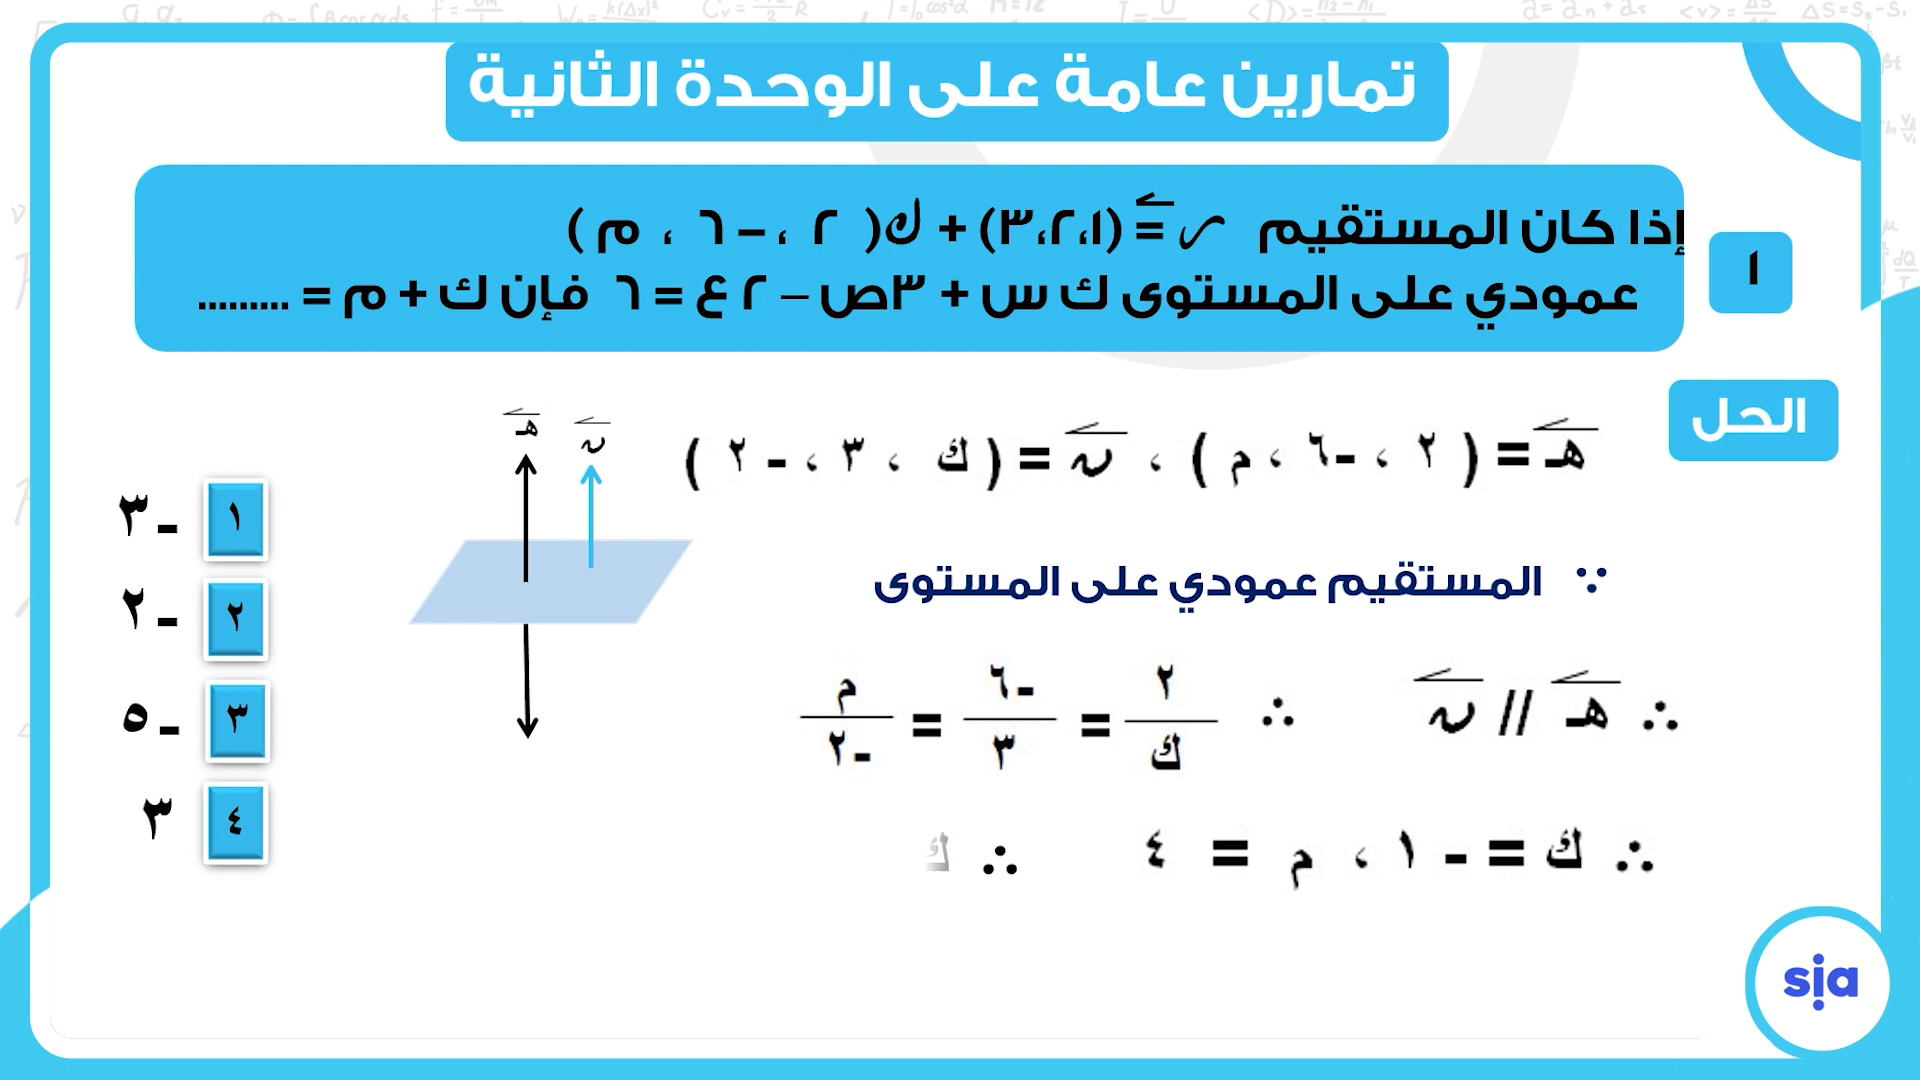 تمارين عامة على الوحدة الثانية
١
إذا كان المستقيم ر = (١،٢،٣) + ك( ٢ ، – ٦ ، م )
عمودي على المستوى ك س + ٣ص – ٢ ع = ٦ فإن ك + م = .........
الحل
هـ = ( ٢ ، -٦ ، م ) ، ن = ( ك ، ٣ ، -٢ )
∵ المستقيم عمودي على المستوى
∴ هـ // ن ∴ ٢/ك = -٦/٣ = م/-٢
∴ ك = - ١ ، م = ٤ ∴ ك
هـ ن
١ -٣
٢ -٢
٣ -٥
٤ ٣
sia